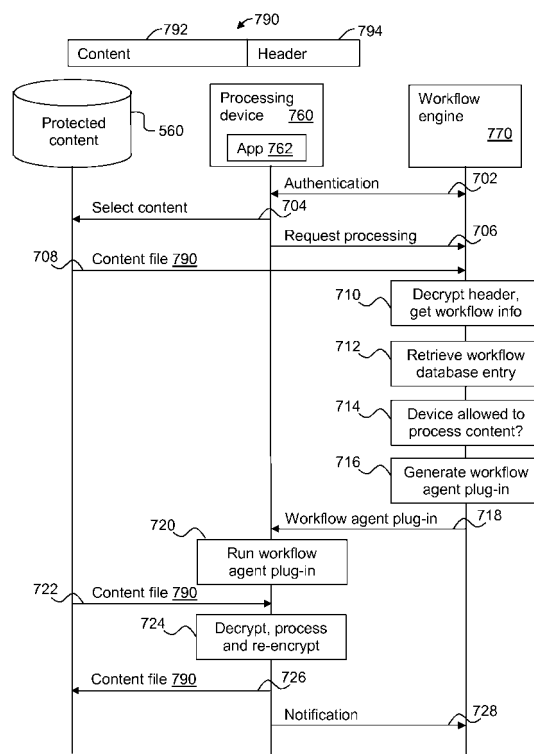 790
792
794
Content
Header
Protected
content
560
Processing
device 760
App 762
Workflow
engine
770
Authentication
702
Select content
704
Request processing
706
708
Content file 790
710
Decrypt header,
get workflow info
712
Retrieve workflow
database entry
714
Device allowed to
process content?
716
Generate workflow
agent plug-in
Workflow agent plug-in
718
720
Run workflow
agent plug-in
722
Content file 790
724
Decrypt, process
and re-encrypt
Content file 790
726
Notification
728